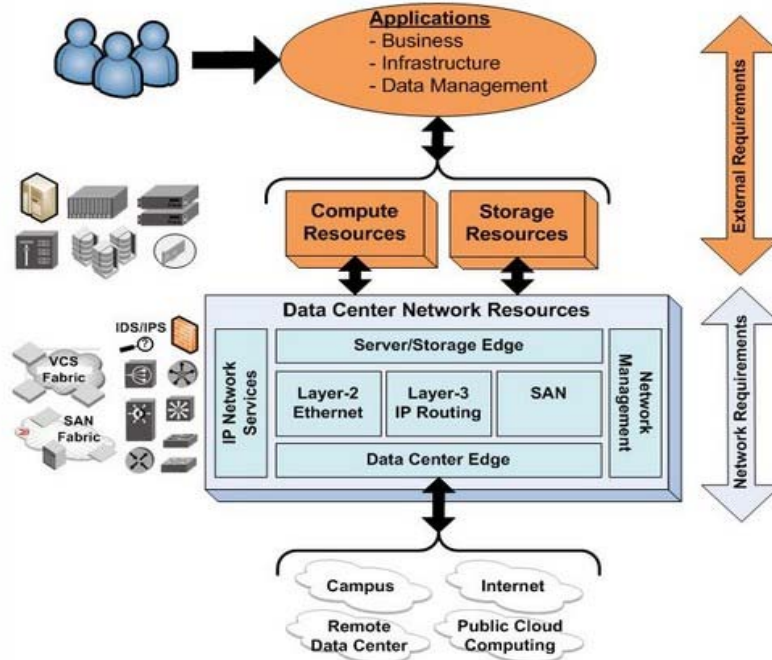 Applications
- Business
- Infrastructure
- Data Management
External Requirements
Compute
Resources
Storage
Resources
Data Center Network Resources
IDS/IPS
?
VCS
Fabric
SAN
Fabric
IP Network
Services
Server/Storage Edge
Layer-2
Ethernet
Layer-3
IP Routing
SAN
Data Center Edge
Network
Management
Network Requirements
Campus
Internet
Remote
Data Center
Public Cloud
Computing